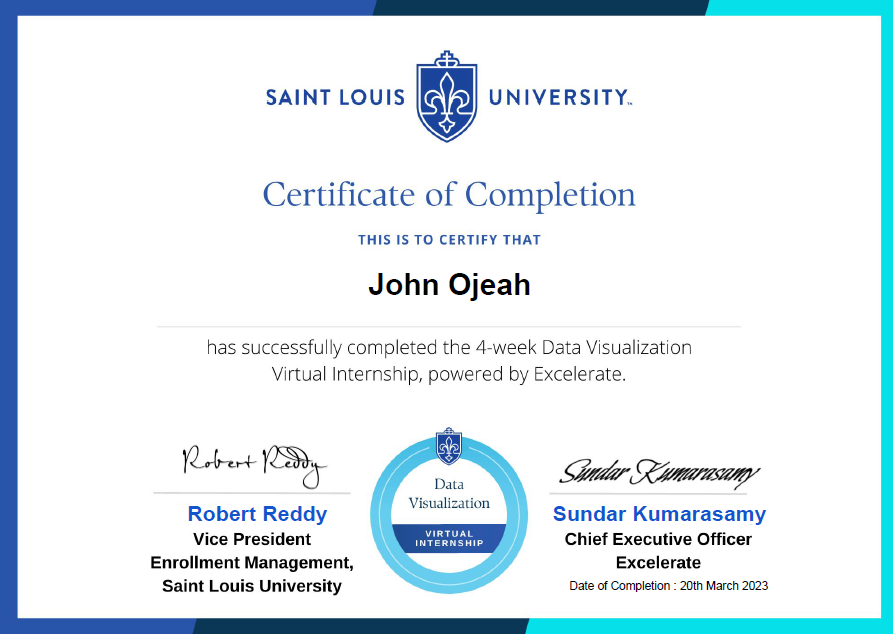 SAINT LOUIS UNIVERSITY™
Certificate of Completion
THIS IS TO CERTIFY THAT
John Ojeah
has successfully completed the 4-week Data Visualization
Virtual Internship, powered by Excelerate.
Robert Reddy
Robert Reddy
Vice President
Enrollment Management,
Saint Louis University
Data
Visualization
VIRTUAL
INTERNSHIP
Sundar Kumarasamy
Sundar Kumarasamy
Chief Executive Officer
Excelerate
Date of Completion : 20th March 2023